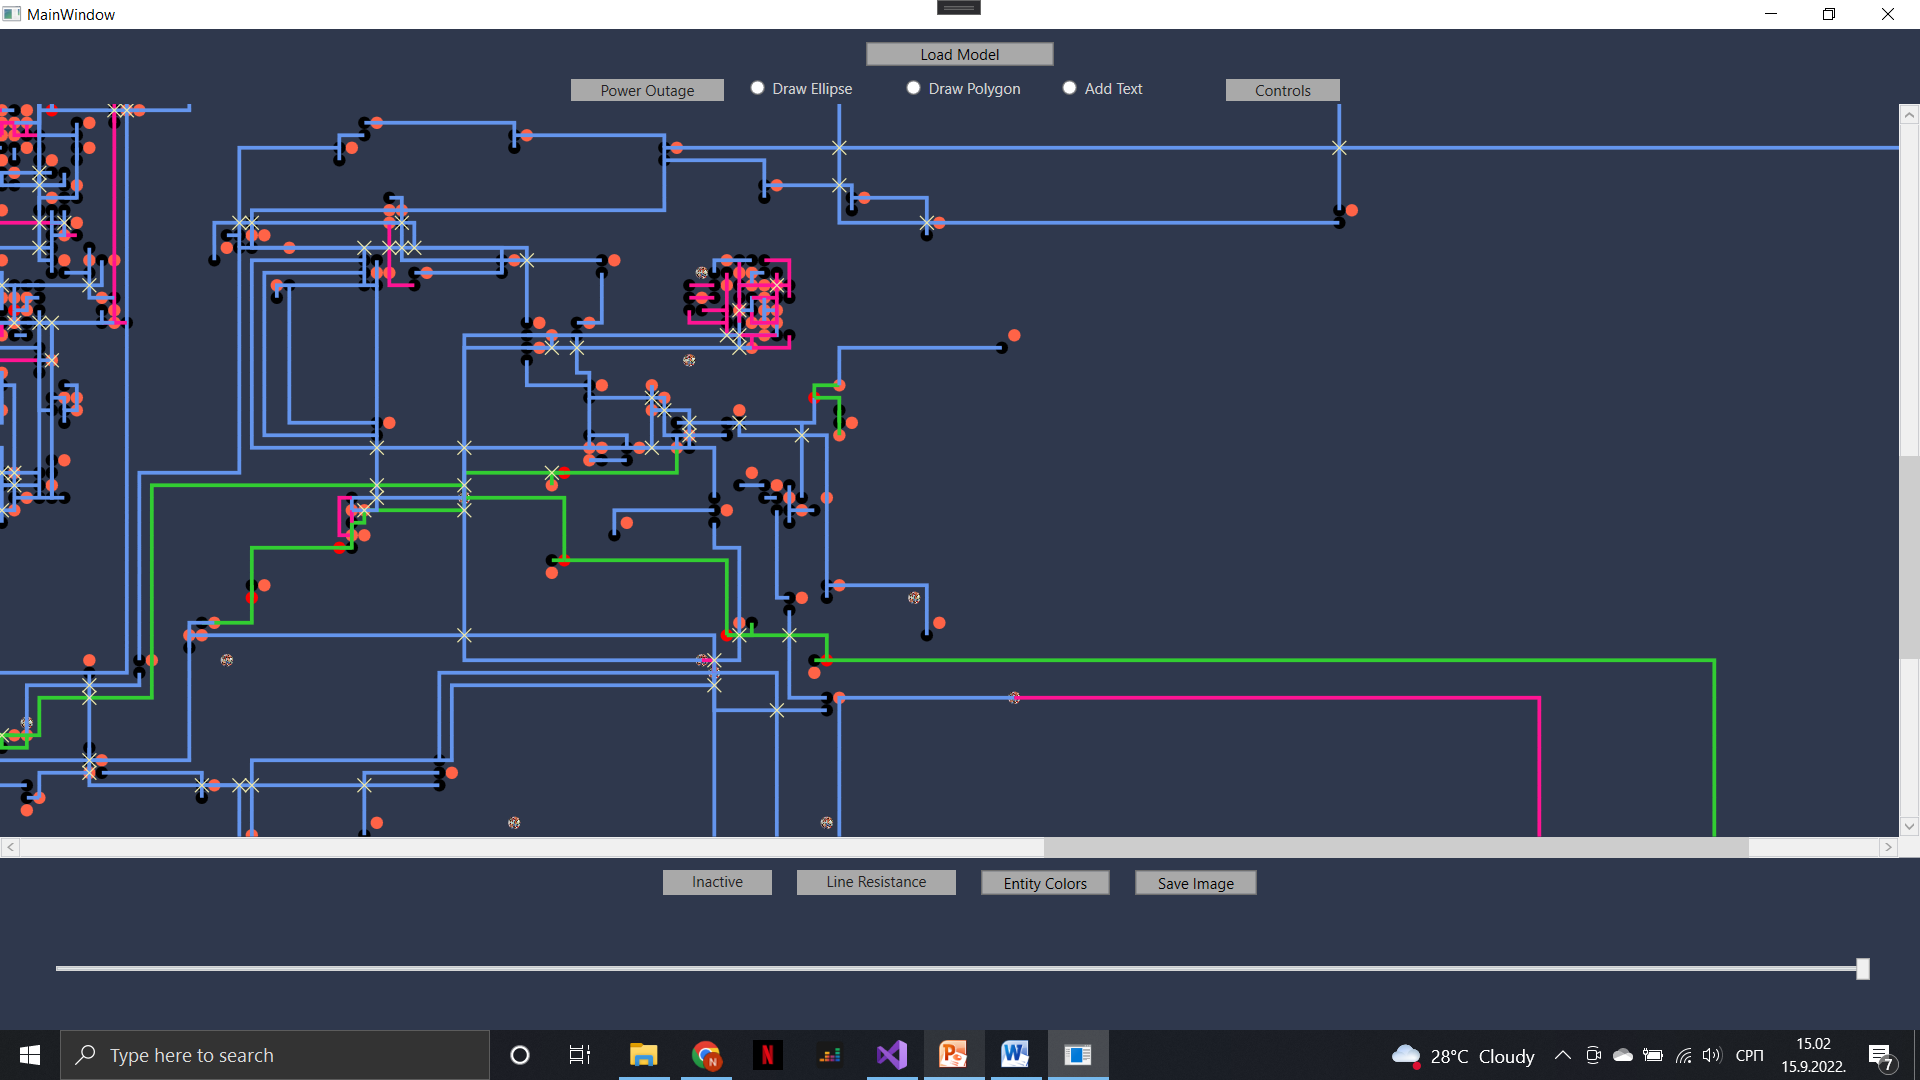 MainWindow
Load Model
Power Outage
Draw Ellipse
Draw Polygon
Add Text
Controls
Inactive
Line Resistance
Entity Colors
Save Image
Type here to search
N
N
28°C Cloudy
СРП
15.02
15.9.2022.
7